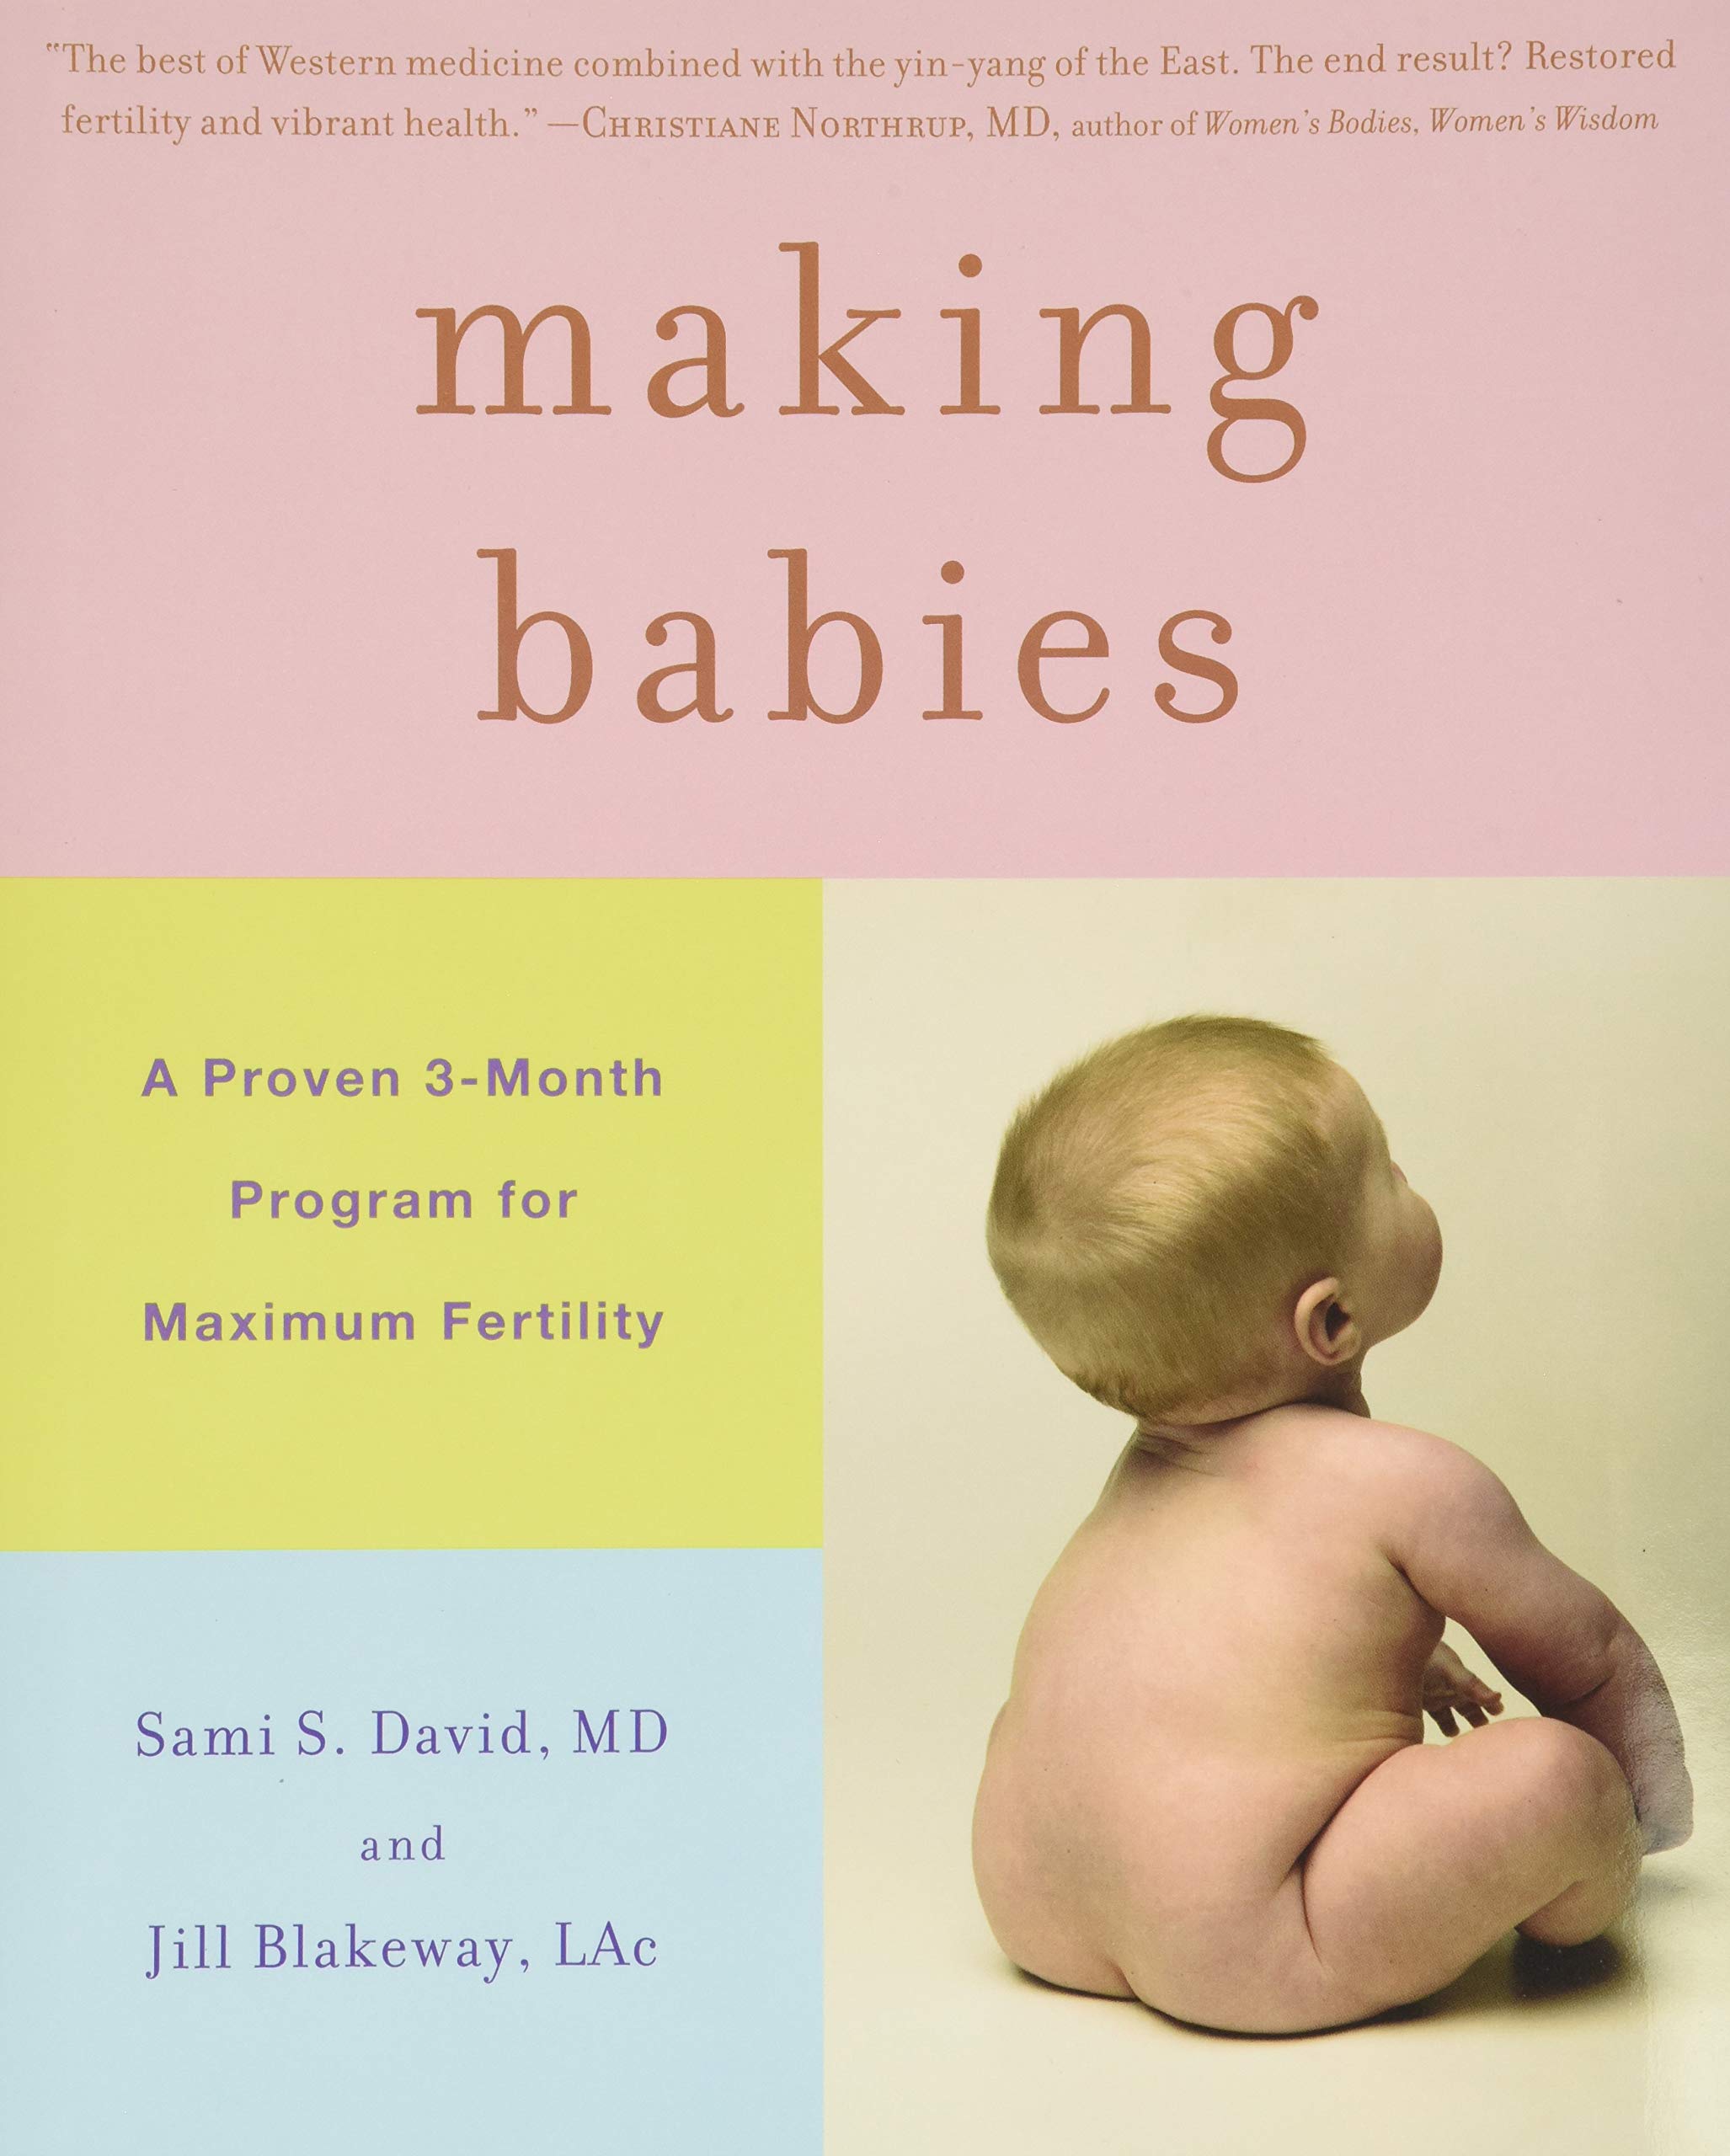 “The best of Western medicine combined with the yin-yang of the East. The end result? Restored
fertility and vibrant health.” —CHRISTIANE NORTHRUP, MD, author of Women’s Bodies, Women’s Wisdom
making
babies
A Proven 3-Month
Program for
Maximum Fertility
Sami S. David, MD
and
Jill Blakeway, LAc